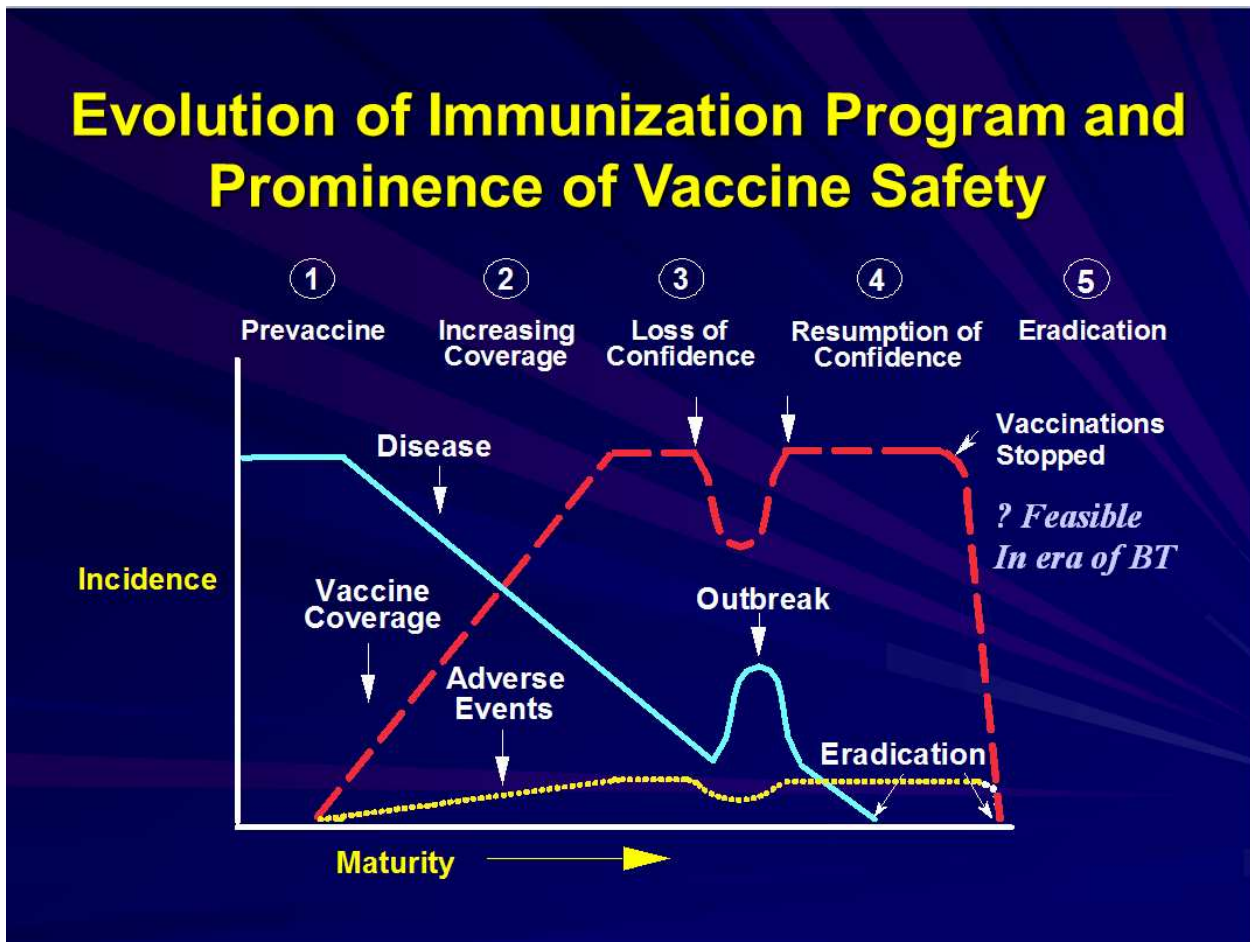 Evolution of Immunization Program and
Prominence of Vaccine Safety
1
2
3
4
5
Prevaccine
Increasing
Coverage
Loss of
Confidence
Resumption of
Confidence
Eradication
Vaccinations
Stopped
? Feasible
In era of BT
Disease
Incidence
Vaccine
Coverage
Adverse
Events
Outbreak
Eradication
Maturity